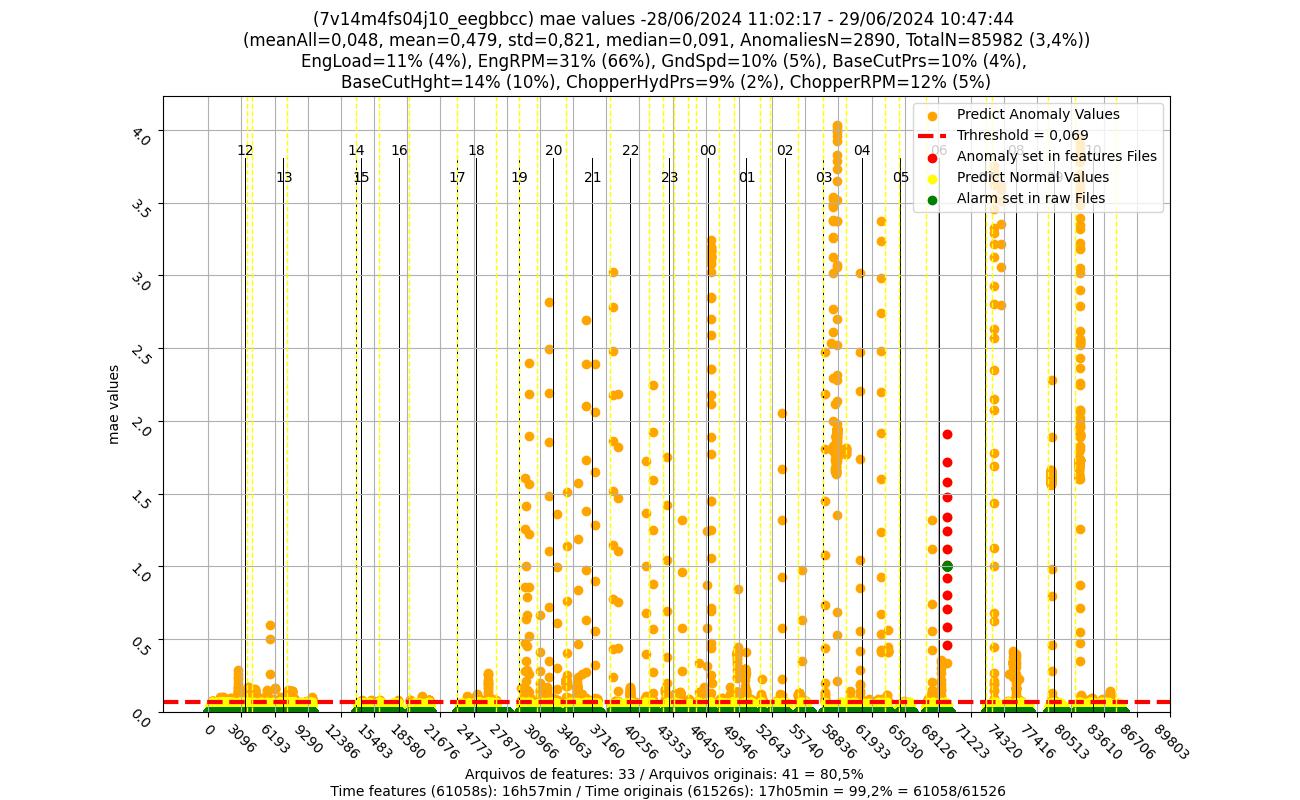 (7v14m4fs04j10_eegbbcc) mae values -28/06/2024 11:02:17 - 29/06/2024 10:47:44
(meanAll=0,048, mean=0,479, std=0,821, median=0,091, AnomaliesN=2890, TotalN=85982 (3,4%))
EngLoad=11% (4%), EngRPM=31% (66%), GndSpd=10% (5%), BaseCutPrs=10% (4%),
BaseCutHght=14% (10%), ChopperHydPrs=9% (2%), ChopperRPM=12% (5%)
Predict Anomaly Values
Trhreshold = 0,069
Anomaly set in features Files
Predict Normal Values
Alarm set in raw Files
12 14 16 18 20 22 00 02 04 06 08 10
13 15 17 19 21 23 01 03 05
mae values
4.0
3.5
3.0
2.5
2.0
1.5
1.0
0.5
0.0
0 3096 6193 9290 12386 15483 18580 21676 24773 27870 30966 34063 37160 40256 43353 46450 49546 52643 55740 58836 61933 65030 68126 71223 74320 77416 80513 83610 86706 89803
Arquivos de features: 33 / Arquivos originais: 41 = 80,5%
Time features (61058s): 16h57min / Time originais (61526s): 17h05min = 99,2% = 61058/61526